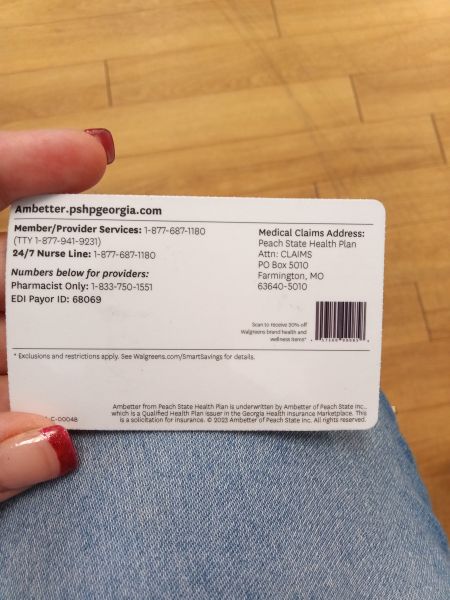 Ambetter.pshpgeorgia.com
Member/Provider Services: 1-877-687-1180
(TTY 1-877-941-9231)
24/7 Nurse Line: 1-877-687-1180
Numbers below for providers:
Pharmacist Only: 1-833-750-1551
EDI Payor ID: 68069
Medical Claims Address:
Peach State Health Plan
Attn: CLAIMS
PO Box 5010
Farmington, MO
63640-5010
Scan to receive 20% off
Walgreens brand health and
wellness items*
* Exclusions and restrictions apply. See Walgreens.com/SmartSavings for details.
Ambetter from Peach State Health Plan is underwritten by Ambetter of Peach State Inc.,
which is a Qualified Health Plan issuer in the Georgia Health Insurance Marketplace. This
is a solicitation for insurance. © 2023 Ambetter of Peach State Inc. All rights reserved.
-C-00048